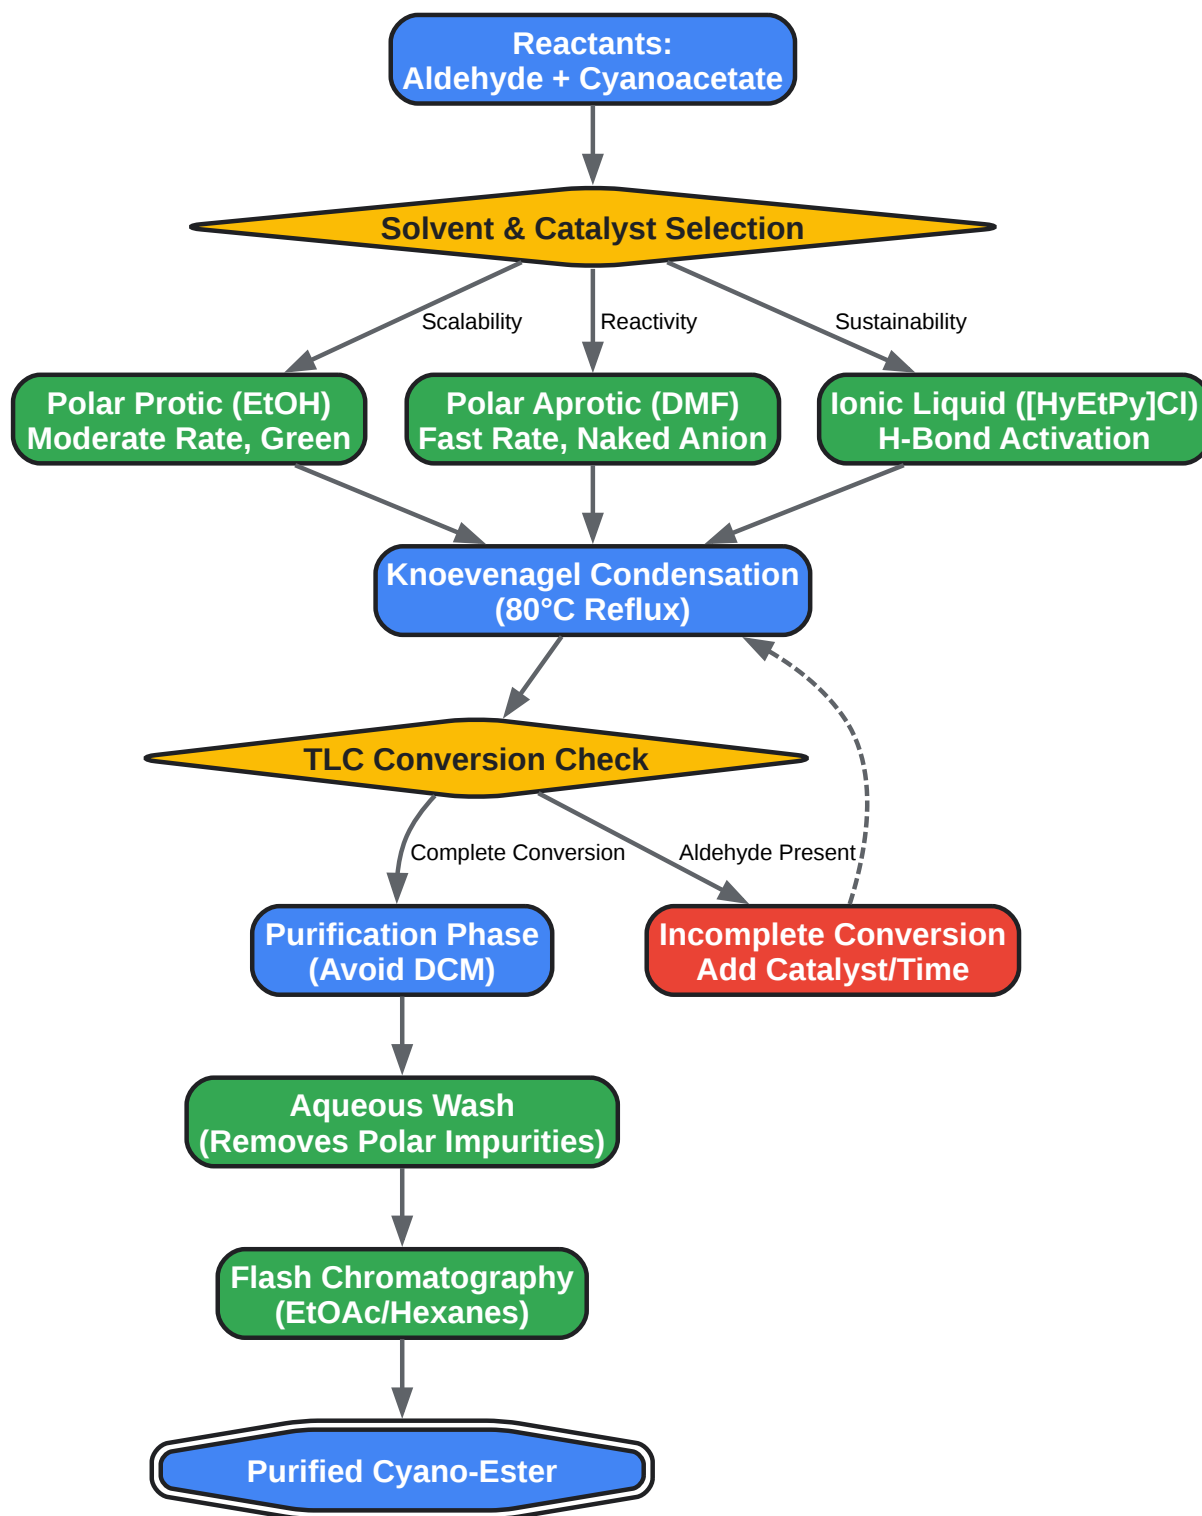 Reactants:
Aldehyde + Cyanoacetate
Solvent & Catalyst Selection
Scalability
Reactivity
Sustainability
Polar Protic (EtOH)
Moderate Rate, Green
Polar Aprotic (DMF)
Fast Rate, Naked Anion
Ionic Liquid ([HyEtPy]Cl)
H-Bond Activation
Knoevenagel Condensation
(80°C Reflux)
TLC Conversion Check
Complete Conversion
Aldehyde Present
Purification Phase
(Avoid DCM)
Incomplete Conversion
Add Catalyst/Time
Aqueous Wash
(Removes Polar Impurities)
Flash Chromatography
(EtOAc/Hexanes)
Purified Cyano-Ester